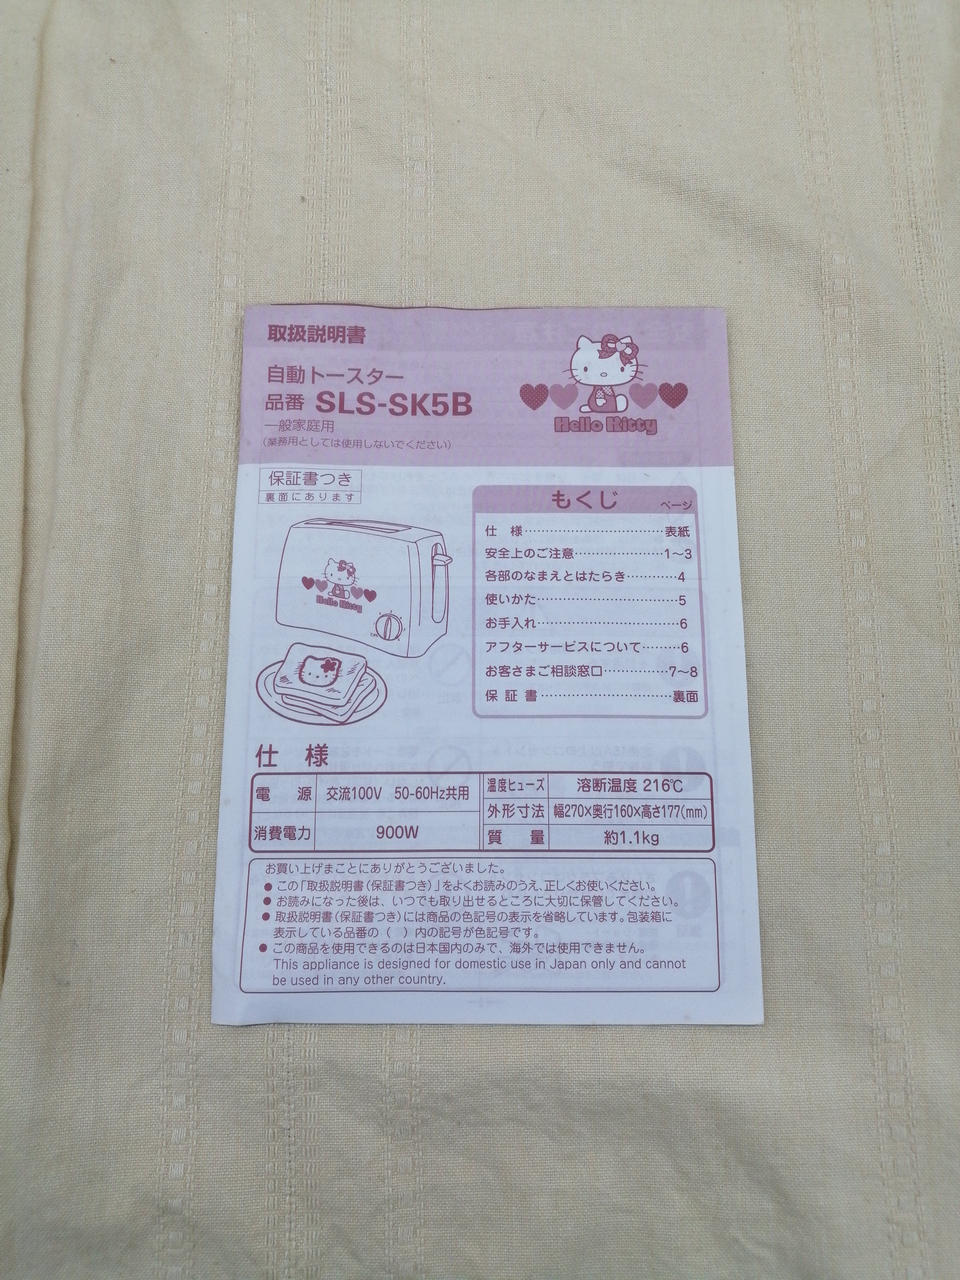 取扱説明書
自動トースター
品番 SLS-SK5B
一般家庭用
(業務用としては使用しないでください)
Hello Kitty
保証書つき
裏面にあります
Hello Kitty
もくじ
ページ
仕 様……………………表紙
安全上のご注意…………………1〜3
各部のなまえとはたらき…………4
使いかた……………………………5
お手入れ……………………………6
アフターサービスについて………6
お客さまご相談窓口……………7〜8
保 証 書…………………………裏面
仕 様
電 源 交流100V 50-60Hz共用
消費電力 900W
温度ヒューズ 溶断温度 216℃
外形寸法 幅270×奥行160×高さ177(mm)
質 量 約1.1kg
お買い上げまことにありがとうございました。
● この「取扱説明書(保証書つき)」をよくお読みのうえ、正しくお使いください。
● お読みになった後は、いつでも取り出せるところに大切に保管してください。
● 取扱説明書(保証書つき)には商品の色記号の表示を省略しています。包装箱に
表示している品番の( )内の記号が色記号です。
● この商品を使用できるのは日本国内のみで、海外では使用できません。
This appliance is designed for domestic use in Japan only and cannot
be used in any other country.